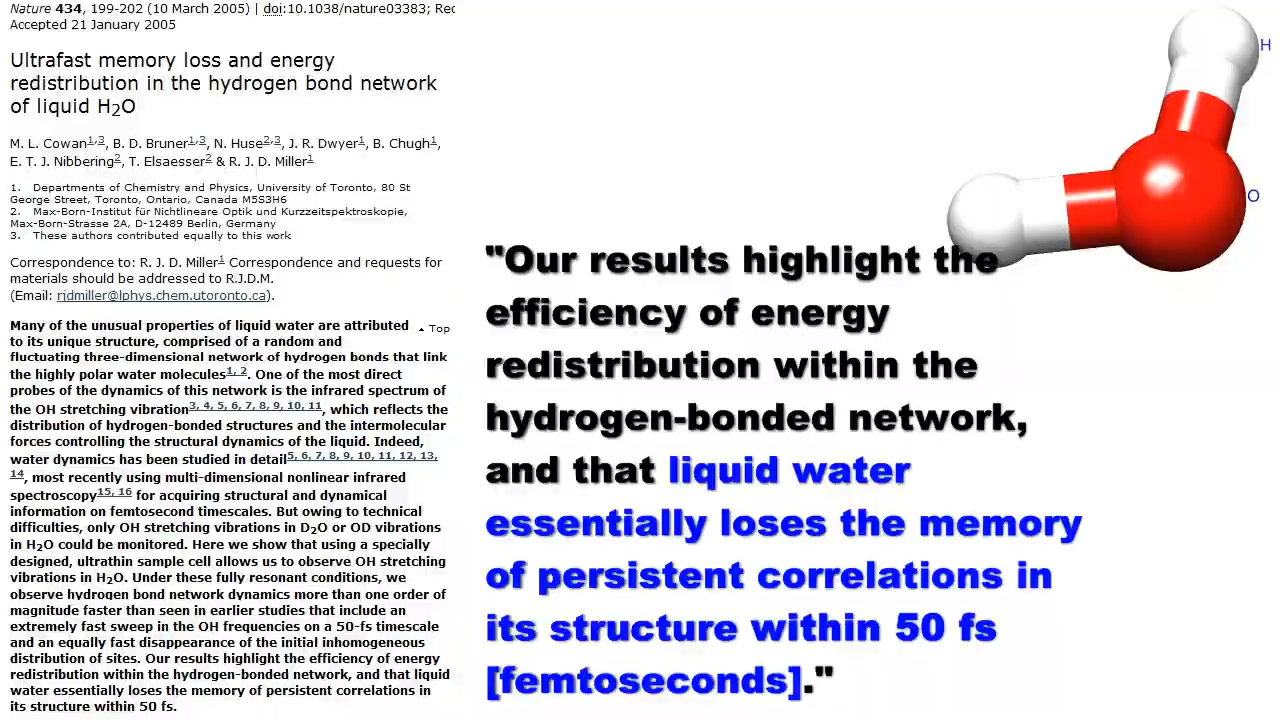 Nature 434, 199-202 (10 March 2005) | doi:10.1038/nature03383; Rec
Accepted 21 January 2005
Ultrafast memory loss and energy
redistribution in the hydrogen bond network
of liquid H2O
M. L. Cowan1,3, B. D. Bruner1,3, N. Huse2,3, J. R. Dwyer1, B. Chugh1,
E. T. J. Nibbering2, T. Elsaesser2 & R. J. D. Miller1
1. Departments of Chemistry and Physics, University of Toronto, 80 St
George Street, Toronto, Ontario, Canada M5S3H6
2. Max-Born-Institut für Nichtlineare Optik und Kurzzeitspektroskopie,
Max-Born-Strasse 2A, D-12489 Berlin, Germany
3. These authors contributed equally to this work
Correspondence to: R. J. D. Miller1 Correspondence and requests for
materials should be addressed to R.J.D.M.
(Email: rjdmiller@lphys.chem.utoronto.ca).
Many of the unusual properties of liquid water are attributed ▲ Top
to its unique structure, comprised of a random and
fluctuating three-dimensional network of hydrogen bonds that link
the highly polar water molecules1, 2. One of the most direct
probes of the dynamics of this network is the infrared spectrum of
the OH stretching vibration3, 4, 5, 6, 7, 8, 9, 10, 11, which reflects the
distribution of hydrogen-bonded structures and the intermolecular
forces controlling the structural dynamics of the liquid. Indeed,
water dynamics has been studied in detail5, 6, 7, 8, 9, 10, 11, 12, 13,
14, most recently using multi-dimensional nonlinear infrared
spectroscopy15, 16 for acquiring structural and dynamical
information on femtosecond timescales. But owing to technical
difficulties, only OH stretching vibrations in D2O or OD vibrations
in H2O could be monitored. Here we show that using a specially
designed, ultrathin sample cell allows us to observe OH stretching
vibrations in H2O. Under these fully resonant conditions, we
observe hydrogen bond network dynamics more than one order of
magnitude faster than seen in earlier studies that include an
extremely fast sweep in the OH frequencies on a 50-fs timescale
and an equally fast disappearance of the initial inhomogeneous
distribution of sites. Our results highlight the efficiency of energy
redistribution within the hydrogen-bonded network, and that liquid
water essentially loses the memory of persistent correlations in
its structure within 50 fs.
H
O
"Our results highlight the
efficiency of energy
redistribution within the
hydrogen-bonded network,
and that liquid water
essentially loses the memory
of persistent correlations in
its structure within 50 fs
[femtoseconds]."